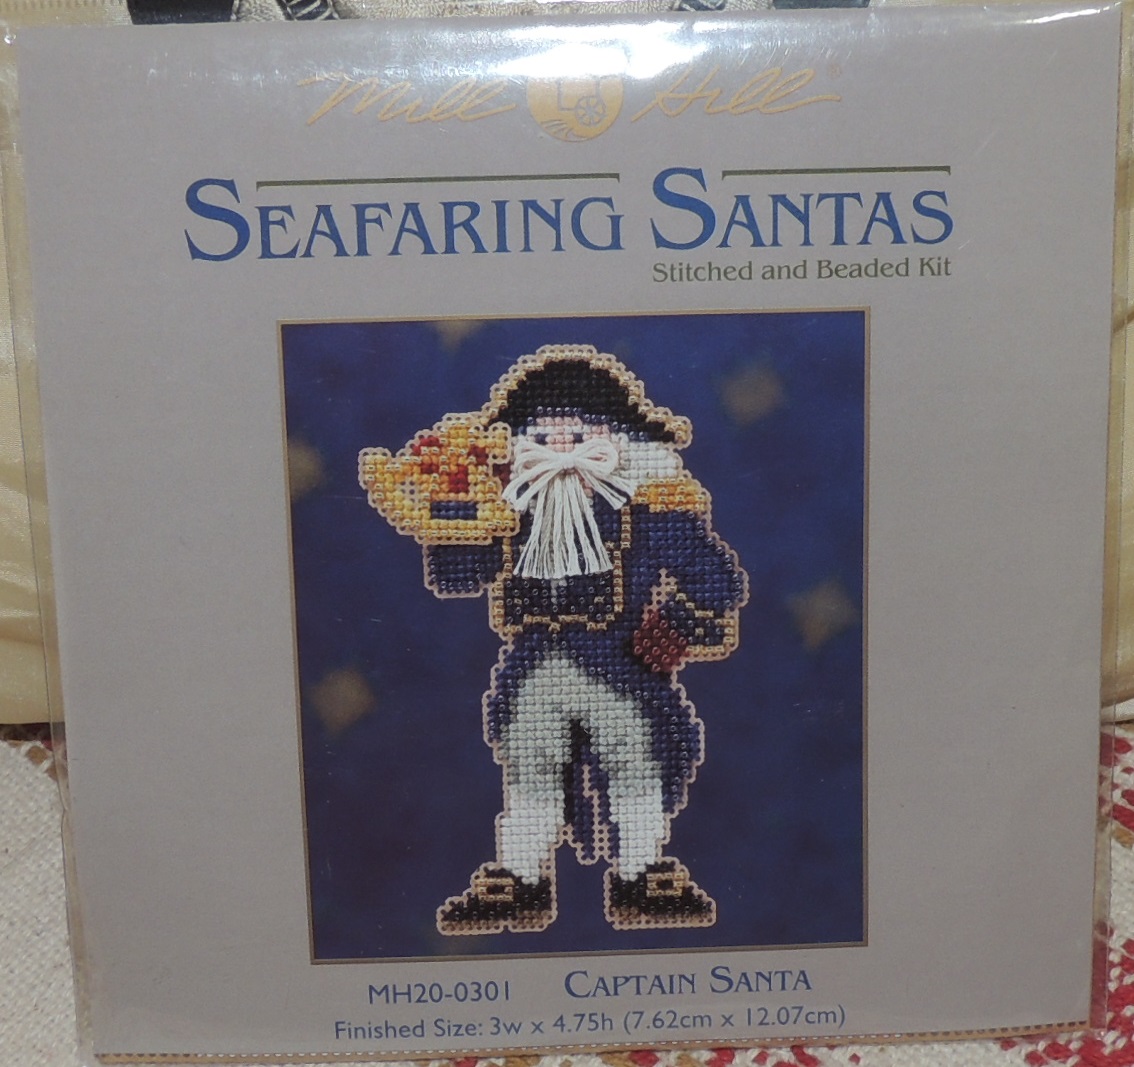 Mill Hill®
SEAFARING SANTAS
Stitched and Beaded Kit
MH20-0301 CAPTAIN SANTA
Finished Size: 3w x 4.75h (7.62cm x 12.07cm)